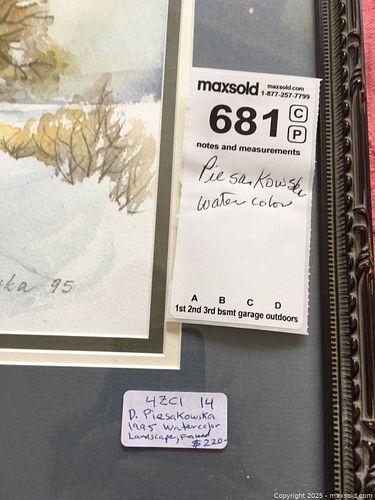 maxsold maxsold.com
1-877-257-7799
681 C
P
notes and measurements
Piesakowska
water color
A B C D
1st 2nd 3rd bsmt garage outdoors
ka 95
4ZC1 14
D. Piesakowska
1995 Watercolor
Landscape, Framed
$220-
Copyright 2025 - maxsold.com